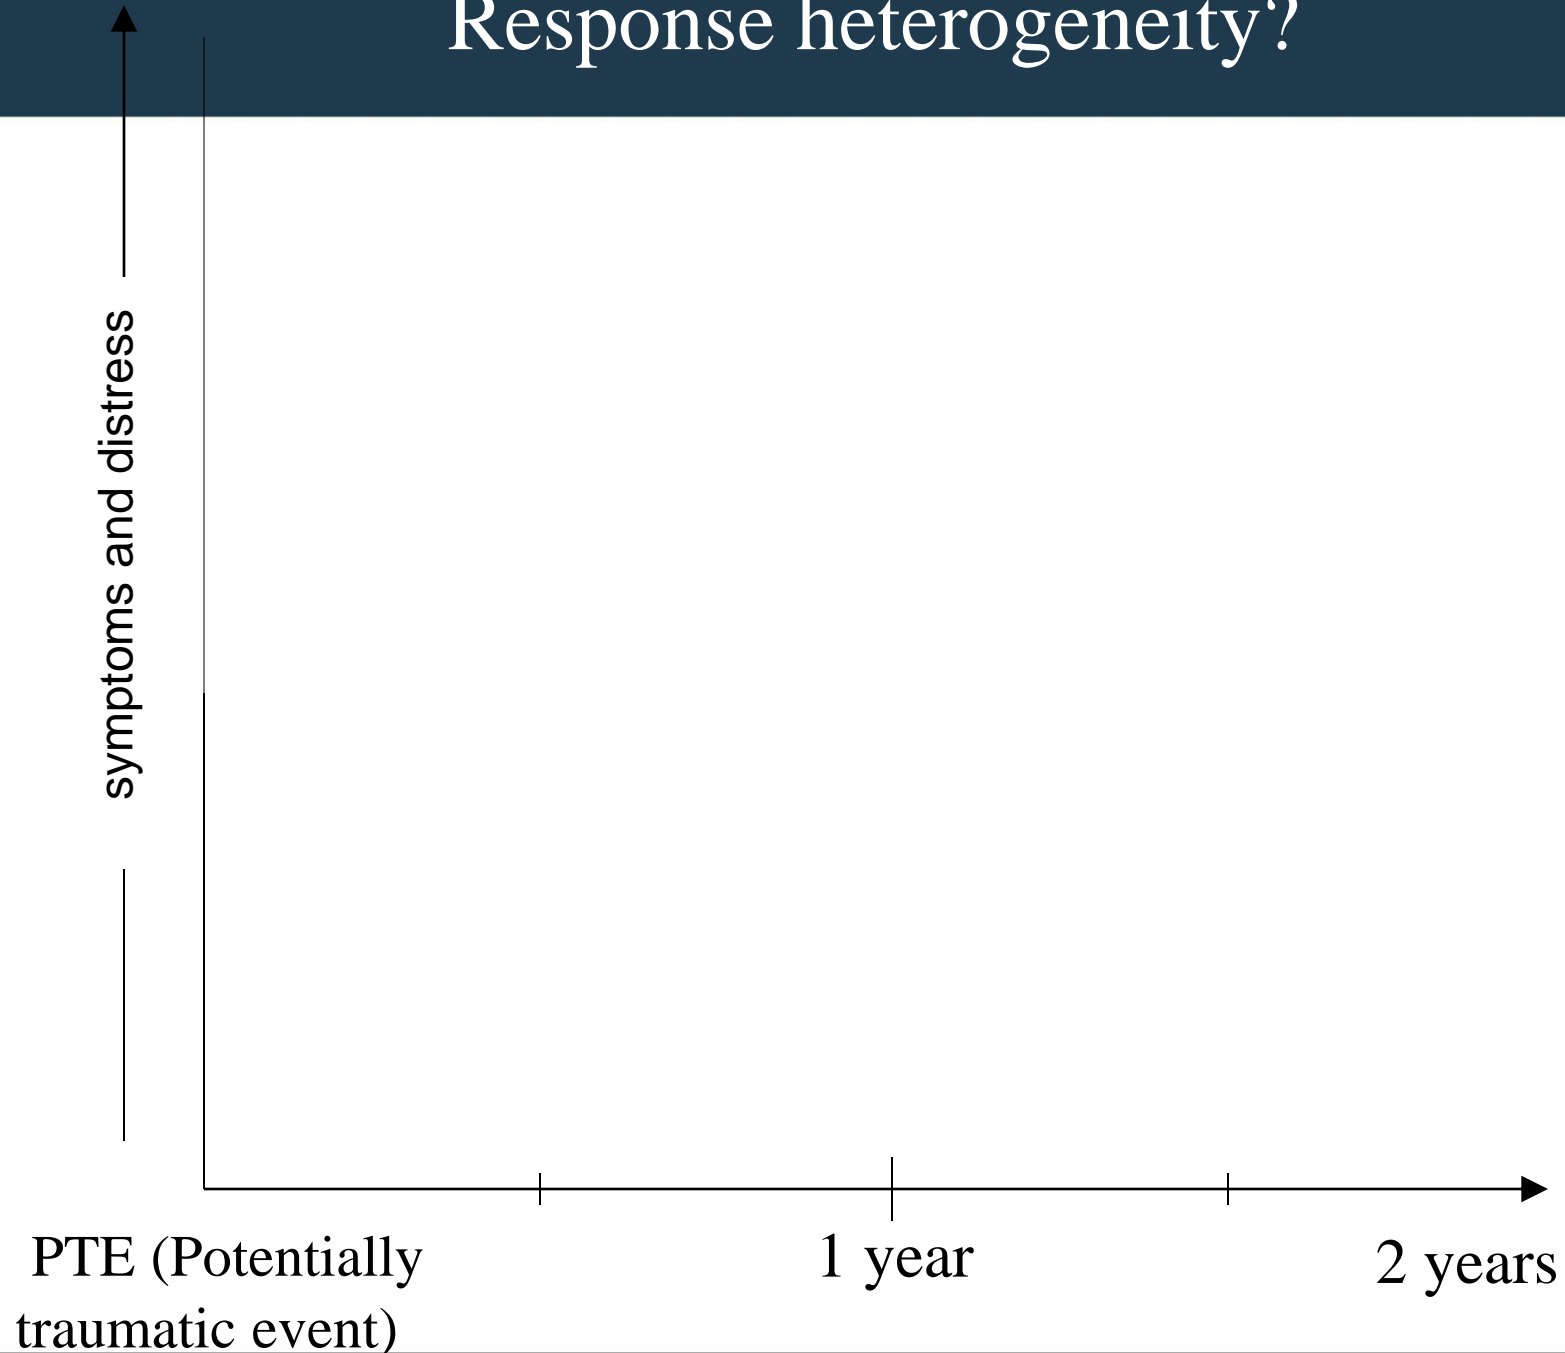 Response heterogeneity?
symptoms and distress
PTE (Potentially
traumatic event)
1 year
2 years